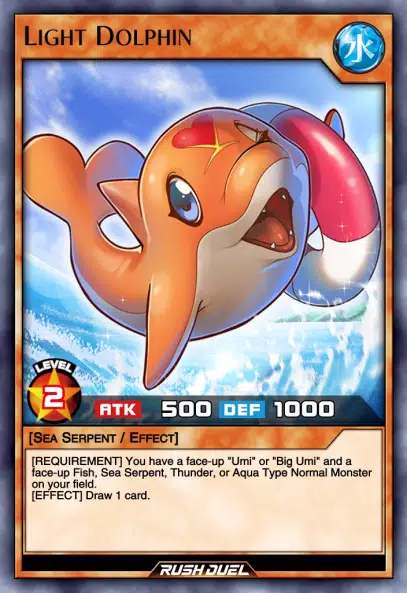 LIGHT DOLPHIN
水
LEVEL
2
ATK 500 DEF 1000
[SEA SERPENT / EFFECT]
[REQUIREMENT] You have a face-up "Umi" or "Big Umi" and a
face-up Fish, Sea Serpent, Thunder, or Aqua Type Normal Monster
on your field.
[EFFECT] Draw 1 card.
RUSH DUEL